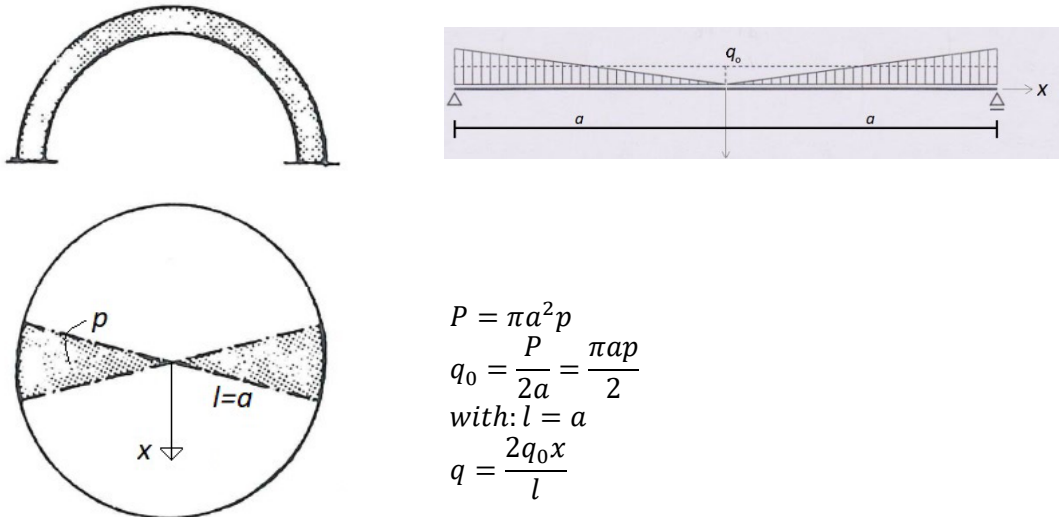 q₀
x
a a
p
l=a
x
P = πa²p
q₀ = P/2a = πap/2
with: l = a
q = 2q₀x/l